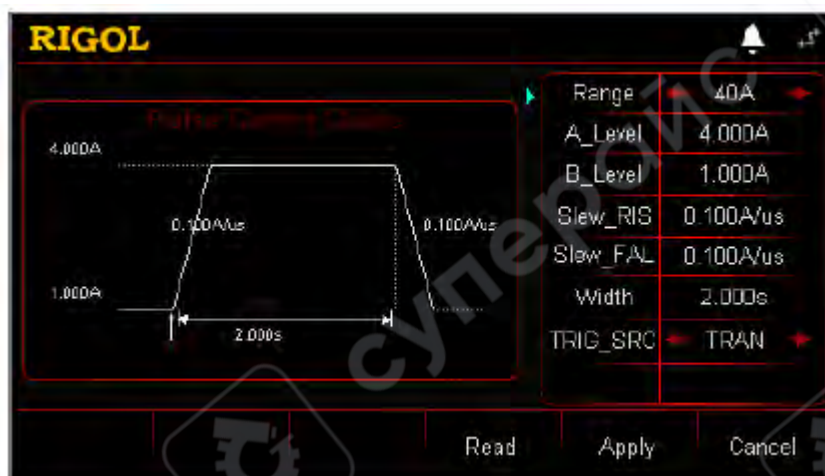 RIGOL
4.000A
0.100A/us
0.100A/us
1.000A
2.000s
Range 40A
A_Level 4.000A
B_Level 1.000A
Slew_RIS 0.100A/us
Slew_FAL 0.100A/us
Width 2.000s
TRIG_SRC TRAN
Read Apply Cancel
суперайс